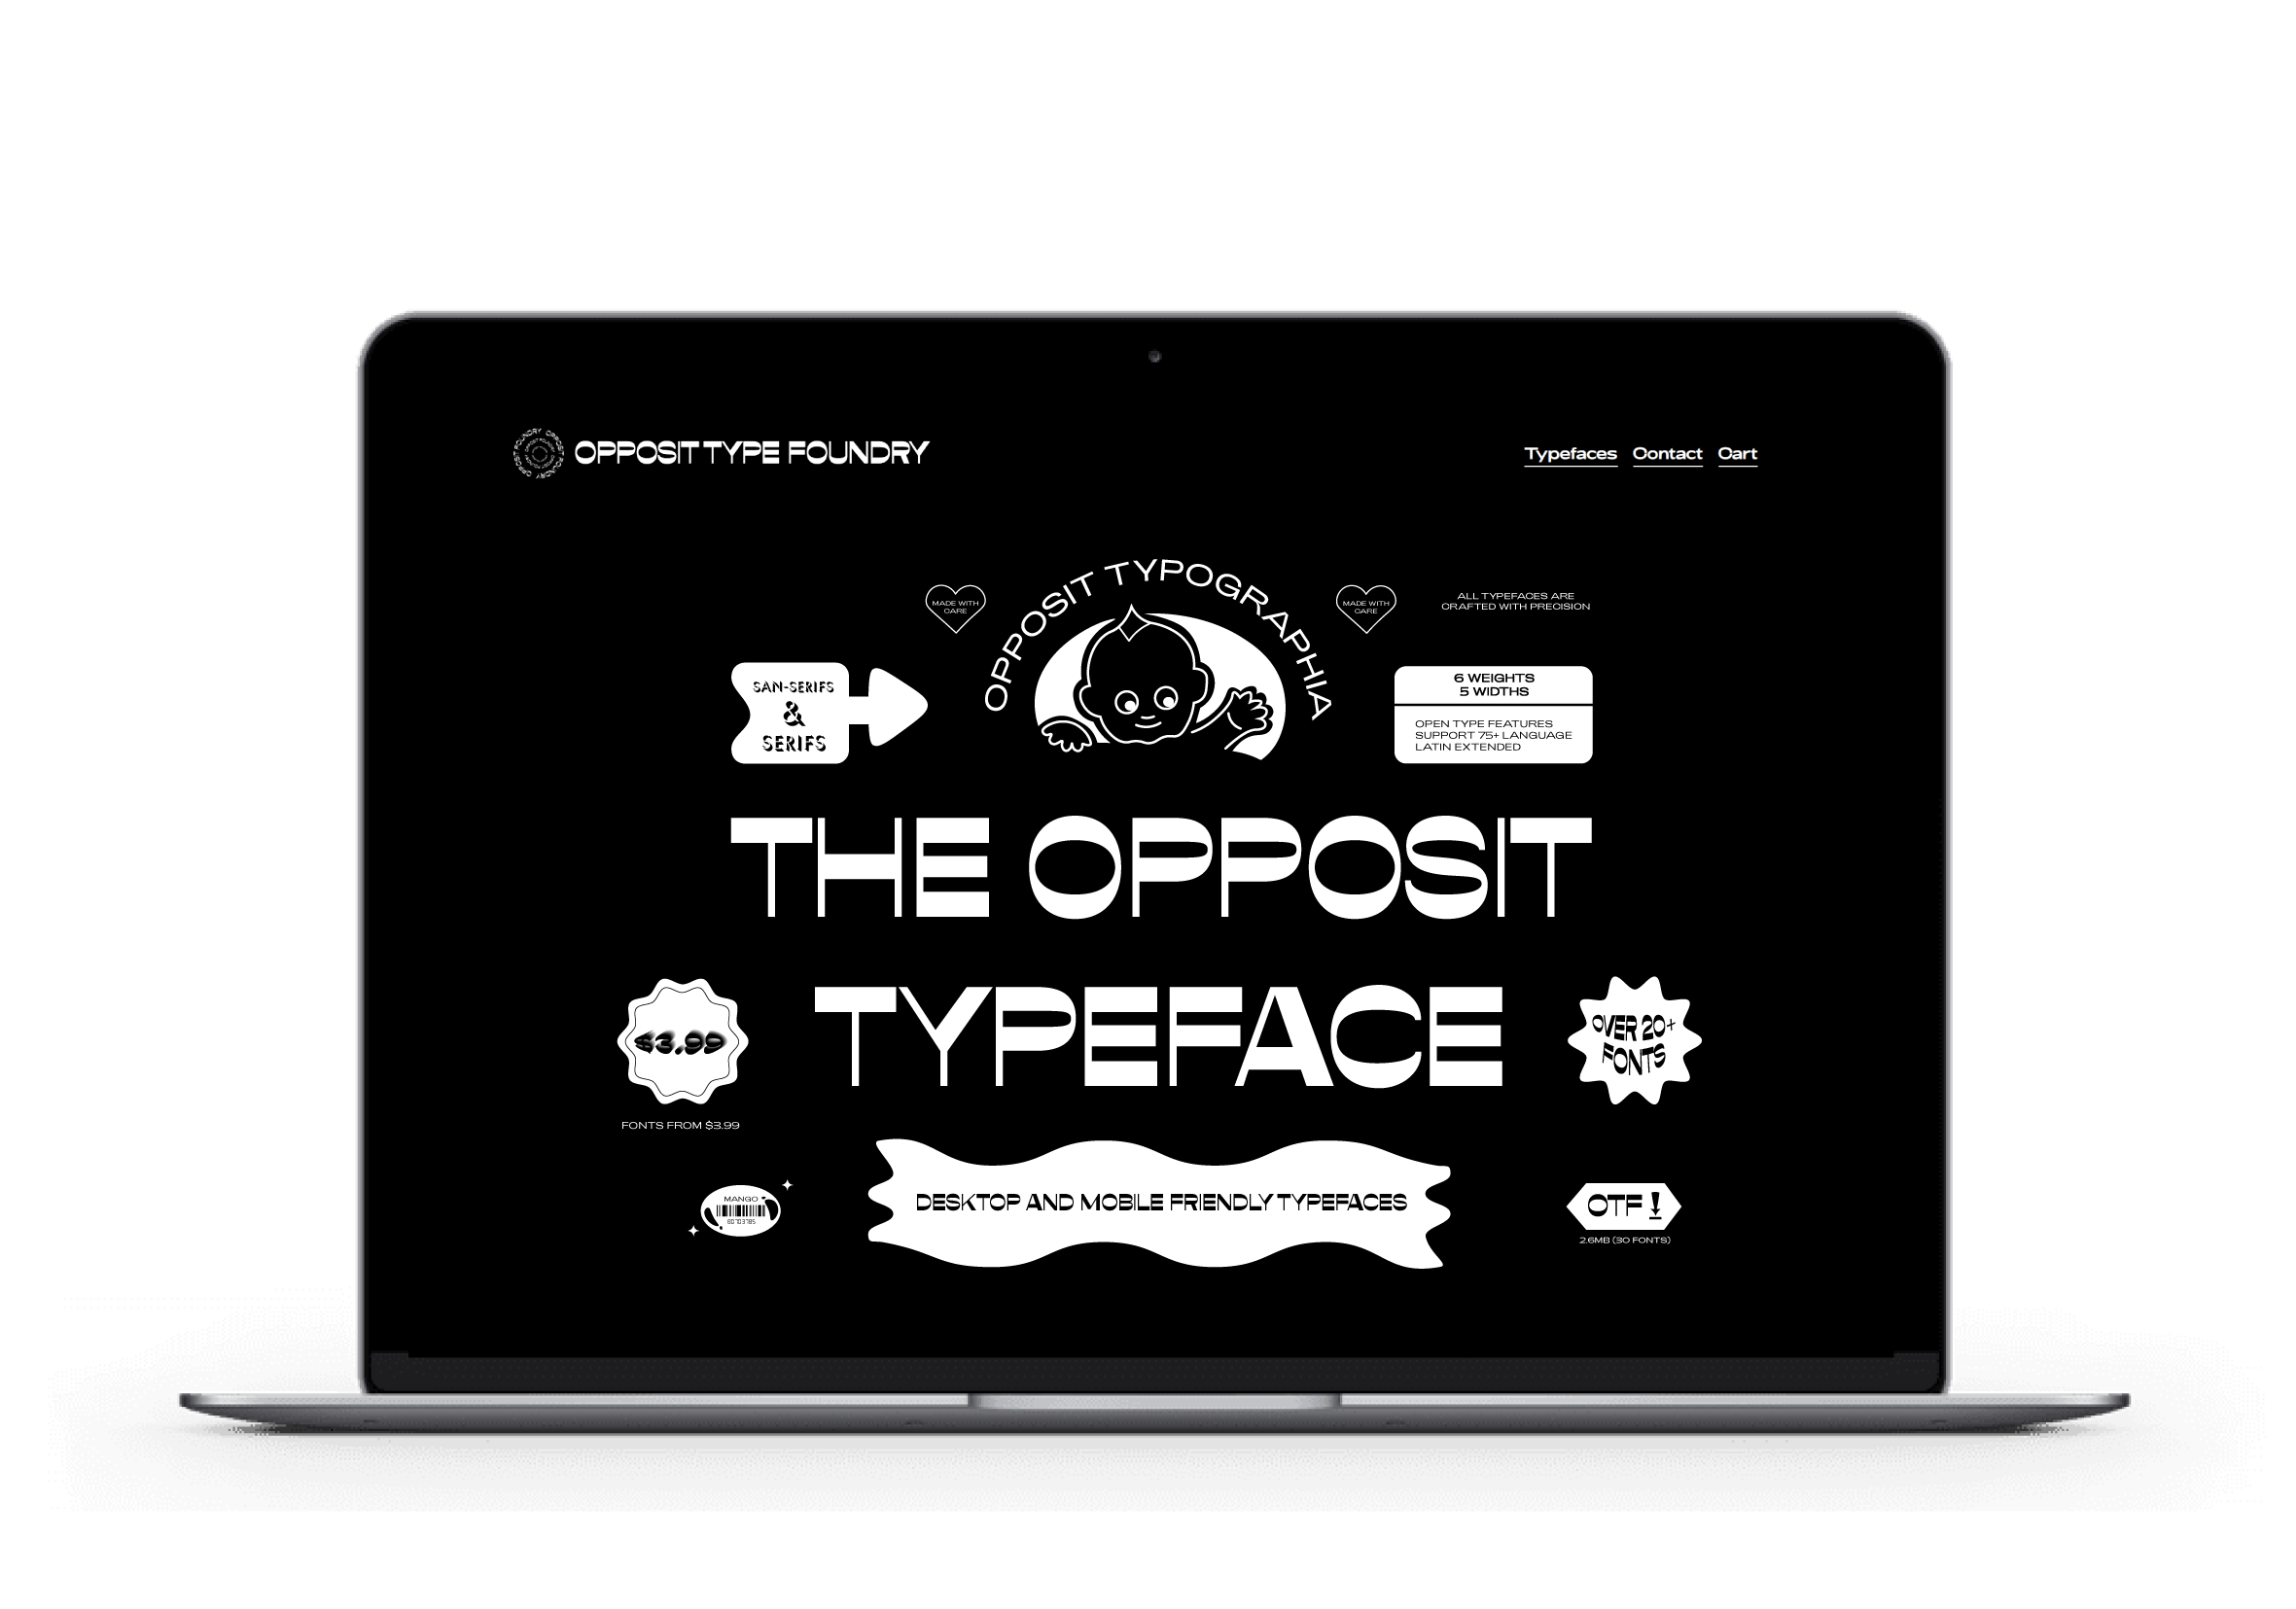 OPPOSIT TYPE FOUNDRY
Typefaces Contact Cart
OPPOSIT TYPOGRAPHIA
MADE WITH
CARE
MADE WITH
CARE
ALL TYPEFACES ARE
CRAFTED WITH PRECISION
SAN-SERIFS
&
SERIFS
6 WEIGHTS
5 WIDTHS
OPEN TYPE FEATURES
SUPPORT 75+ LANGUAGE
LATIN EXTENDED
THE OPPOSIT
TYPEFACE
$3.99
FONTS FROM $3.99
OVER 20+
FONTS
MANGO
DESKTOP AND MOBILE FRIENDLY TYPEFACES
OTF
2.6MB (30 FONTS)